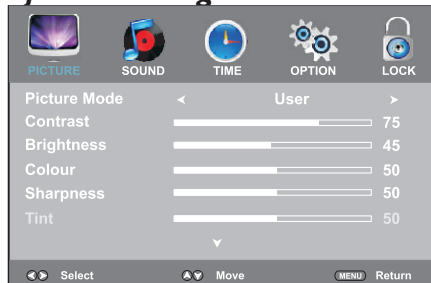 PICTURE SOUND TIME OPTION LOCK
Picture Mode User
Contrast 75
Brightness 45
Colour 50
Sharpness 50
Tint 50
Select Move MENU Return